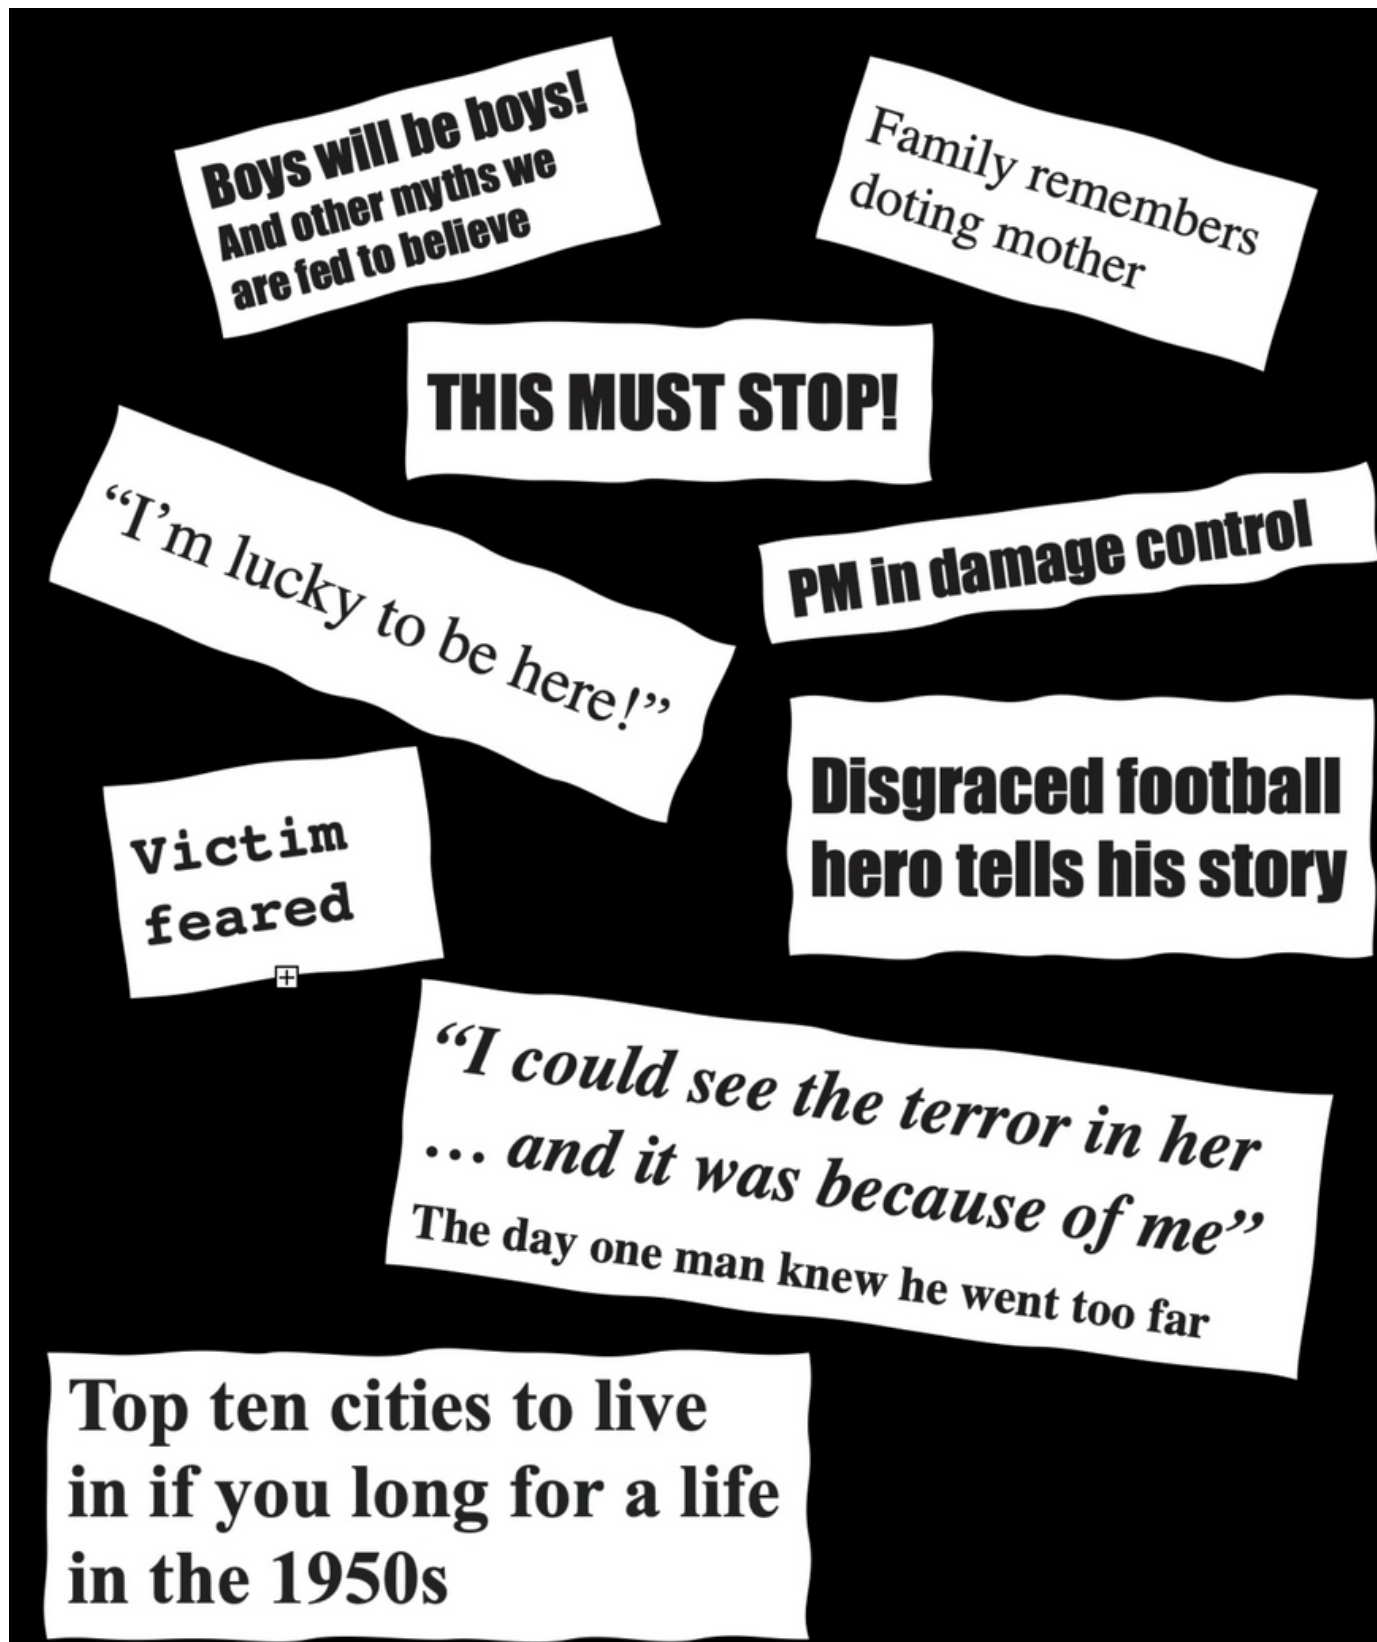 Boys will be boys!
And other myths we
are fed to believe
Family remembers
doting mother
THIS MUST STOP!
“I’m lucky to be here!”
PM in damage control
Disgraced football
hero tells his story
Victim
feared
“I could see the terror in her
… and it was because of me”
The day one man knew he went too far
Top ten cities to live
in if you long for a life
in the 1950s